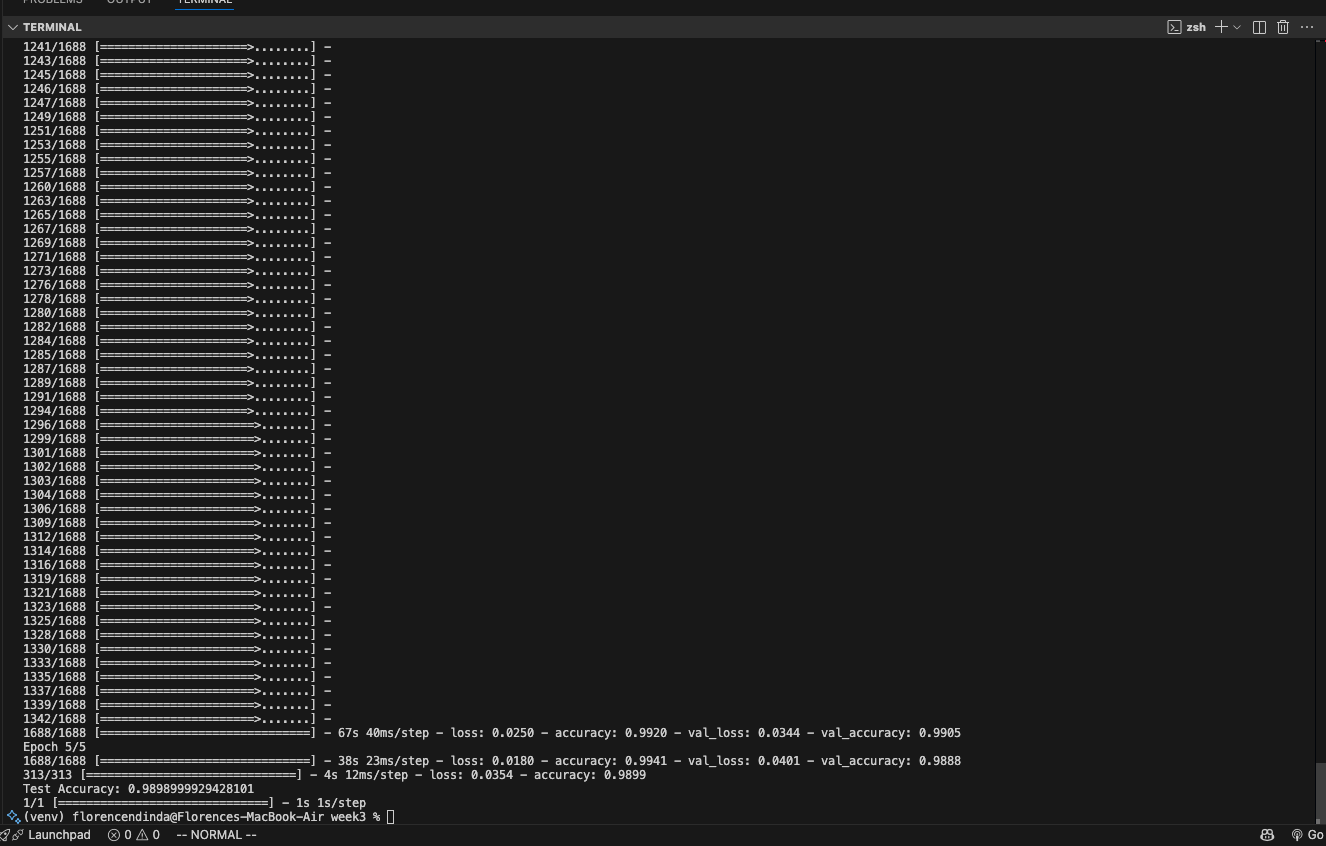 PROBLEMS OUTPUT TERMINAL
TERMINAL zsh
1241/1688 [=====================>........] -
1243/1688 [=====================>........] -
1245/1688 [=====================>........] -
1246/1688 [=====================>........] -
1247/1688 [=====================>........] -
1249/1688 [=====================>........] -
1251/1688 [=====================>........] -
1253/1688 [=====================>........] -
1255/1688 [=====================>........] -
1257/1688 [=====================>........] -
1260/1688 [=====================>........] -
1263/1688 [=====================>........] -
1265/1688 [=====================>........] -
1267/1688 [=====================>........] -
1269/1688 [=====================>........] -
1271/1688 [=====================>........] -
1273/1688 [=====================>........] -
1276/1688 [=====================>........] -
1278/1688 [=====================>........] -
1280/1688 [=====================>........] -
1282/1688 [=====================>........] -
1284/1688 [=====================>........] -
1285/1688 [=====================>........] -
1287/1688 [=====================>........] -
1289/1688 [=====================>........] -
1291/1688 [=====================>........] -
1294/1688 [=====================>........] -
1296/1688 [======================>.......] -
1299/1688 [======================>.......] -
1301/1688 [======================>.......] -
1302/1688 [======================>.......] -
1303/1688 [======================>.......] -
1304/1688 [======================>.......] -
1306/1688 [======================>.......] -
1309/1688 [======================>.......] -
1312/1688 [======================>.......] -
1314/1688 [======================>.......] -
1316/1688 [======================>.......] -
1319/1688 [======================>.......] -
1321/1688 [======================>.......] -
1323/1688 [======================>.......] -
1325/1688 [======================>.......] -
1328/1688 [======================>.......] -
1330/1688 [======================>.......] -
1333/1688 [======================>.......] -
1335/1688 [======================>.......] -
1337/1688 [======================>.......] -
1339/1688 [======================>.......] -
1342/1688 [======================>.......] -
1688/1688 [==============================] - 67s 40ms/step - loss: 0.0250 - accuracy: 0.9920 - val_loss: 0.0344 - val_accuracy: 0.9905
Epoch 5/5
1688/1688 [==============================] - 38s 23ms/step - loss: 0.0180 - accuracy: 0.9941 - val_loss: 0.0401 - val_accuracy: 0.9888
313/313 [==============================] - 4s 12ms/step - loss: 0.0354 - accuracy: 0.9899
Test Accuracy: 0.9898999929428101
1/1 [==============================] - 1s 1s/step
(venv) florencendinda@Florences-MacBook-Air week3 %
Launchpad 0 0 -- NORMAL -- Go